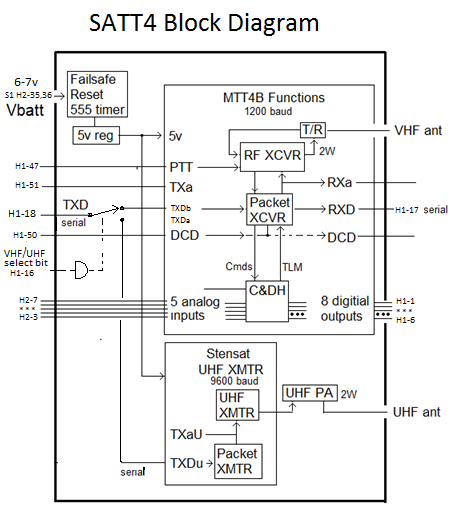 SATT4 Block Diagram
6-7v
S1 H2-35,36
Vbatt
Failsafe
Reset
555 timer
5v reg
MTT4B Functions
1200 baud
5v
T/R
VHF ant
RF XCVR
2W
H1-47
PTT
H1-51
TXa
RXa
H1-18
TXD
serial
TXDb
TXDa
Packet
XCVR
RXD
H1-17 serial
H1-50
DCD
DCD
VHF/UHF
select bit
H1-16
Cmds
TLM
C&DH
H2-7
×××
H2-3
5 analog
inputs
8 digitial
outputs
H1-1
×××
H1-6
Stensat
UHF XMTR
9600 baud
UHF
XMTR
UHF PA
2W
UHF ant
TXaU
TXDu
Packet
XMTR
serial